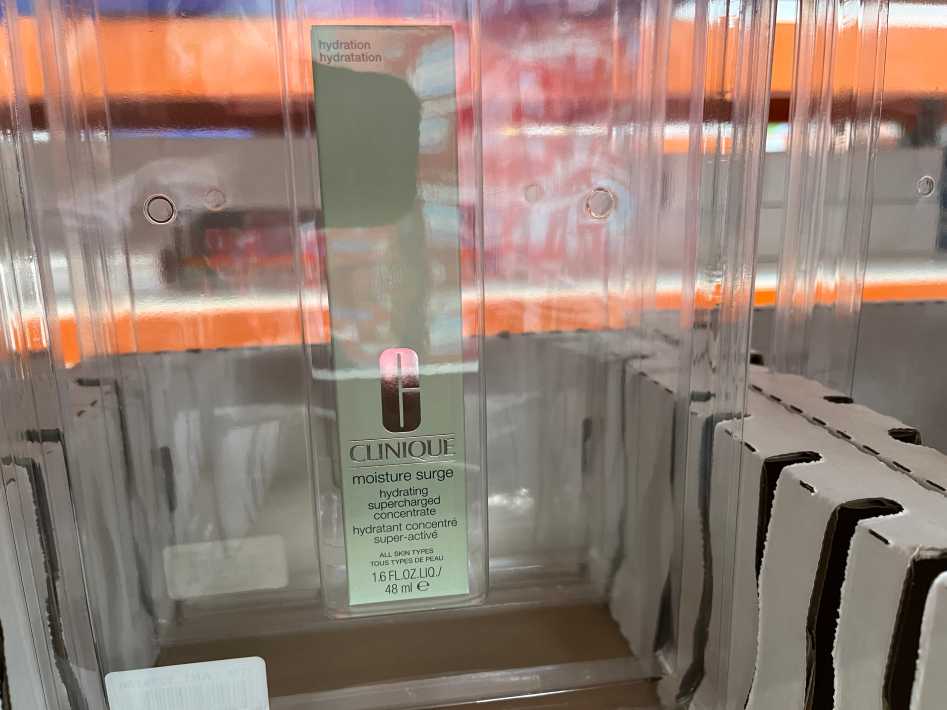 hydration
hydratation
CLINIQUE
moisture surge
hydrating
supercharged
concentrate
hydratant concentré
super-activé
ALL SKIN TYPES
TOUS TYPES DE PEAU
1.6 FL.OZ.LIQ./
48 ml ℮